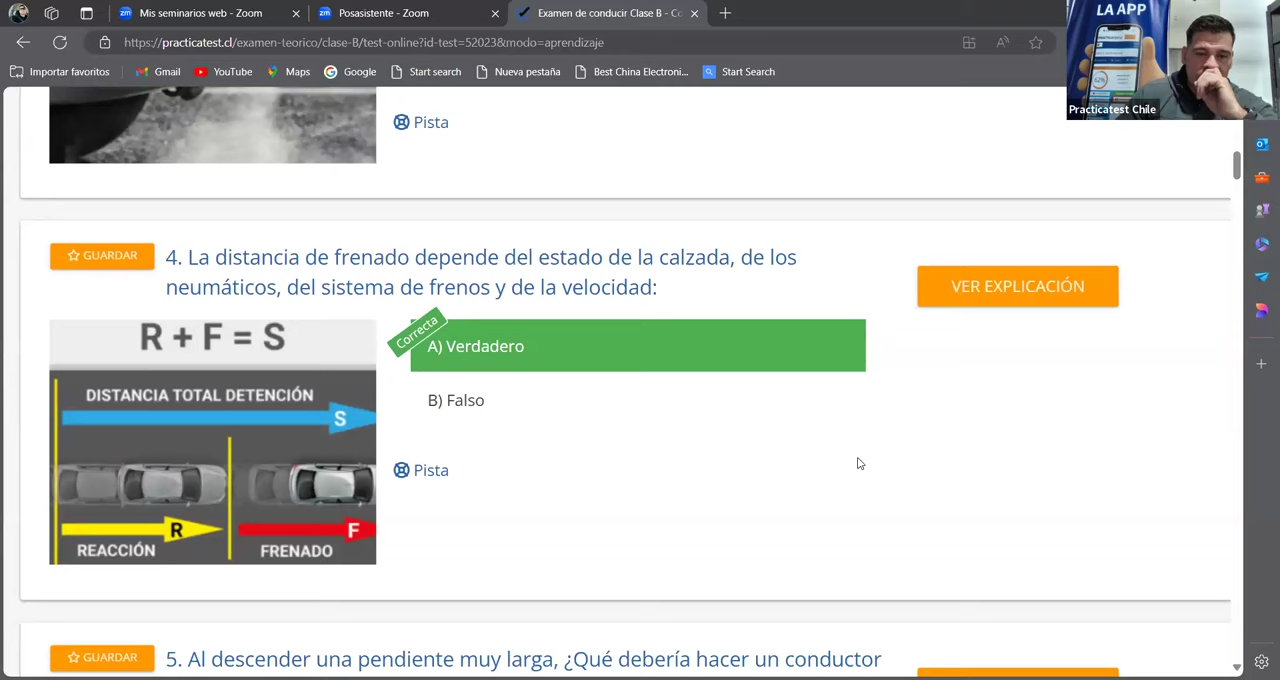 Mis seminarios web - Zoom
Posasistente - Zoom
Examen de conducir Clase B - Co
https://practicatest.cl/examen-teorico/clase-B/test-online?id-test=52023&modo=aprendizaje
Importar favoritos
Gmail
YouTube
Maps
Google
Start search
Nueva pestaña
Best China Electroni...
Start Search
LA APP
Practicatest Chile
Pista
GUARDAR
4. La distancia de frenado depende del estado de la calzada, de los
neumáticos, del sistema de frenos y de la velocidad:
VER EXPLICACIÓN
R + F = S
DISTANCIA TOTAL DETENCIÓN
S
R
F
REACCIÓN
FRENADO
Correcta
A) Verdadero
B) Falso
Pista
GUARDAR
5. Al descender una pendiente muy larga, ¿Qué debería hacer un conductor